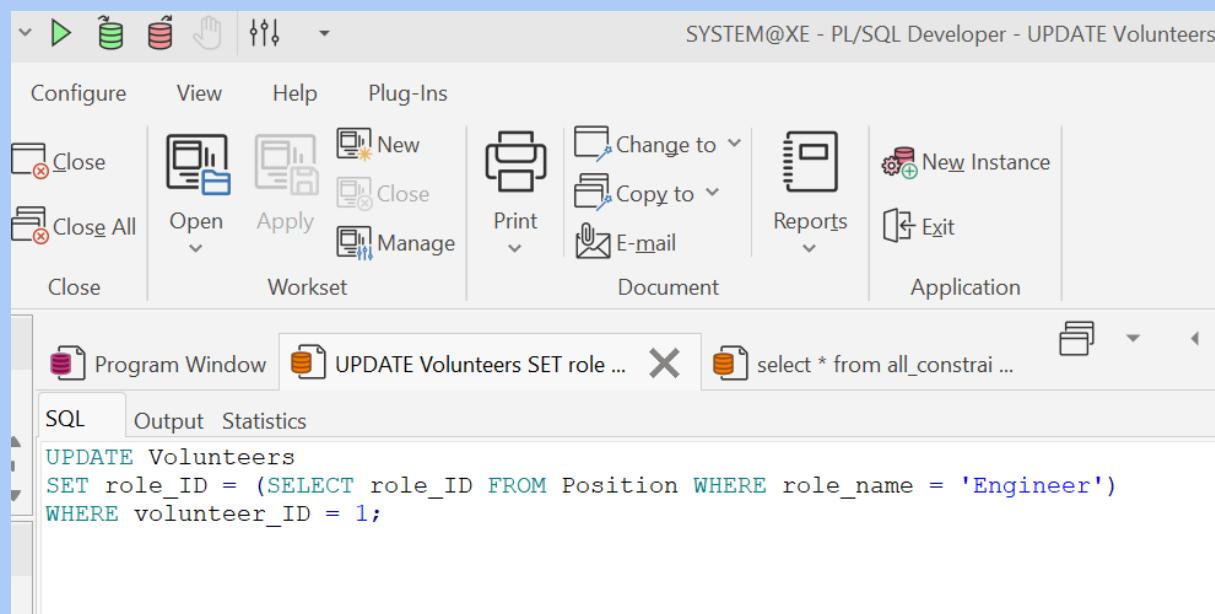 SYSTEM@XE - PL/SQL Developer - UPDATE Volunteers
Configure View Help Plug-Ins
Close
Close All
Close
Open
Apply
New
Close
Manage
Workset
Print
Change to
Copy to
E-mail
Document
Reports
New Instance
Exit
Application
Program Window
UPDATE Volunteers SET role ...
select * from all_constrai ...
SQL Output Statistics
UPDATE Volunteers
SET role_ID = (SELECT role_ID FROM Position WHERE role_name = 'Engineer')
WHERE volunteer_ID = 1;